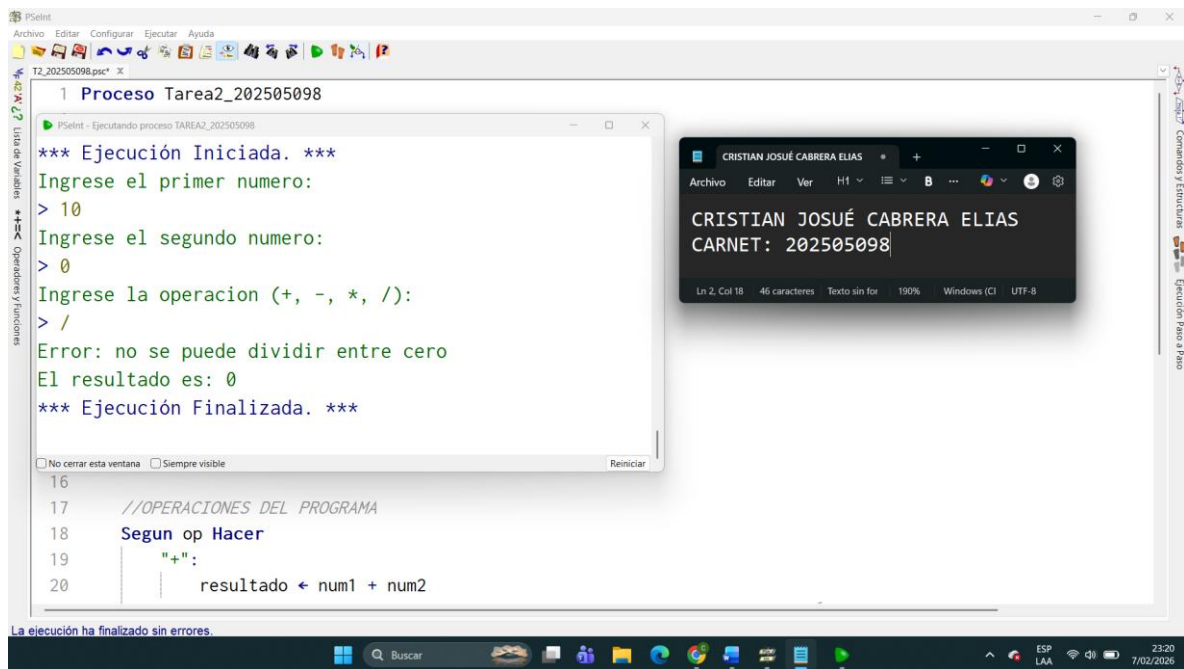 PSeInt
Archivo Editar Configurar Ejecutar Ayuda
T2_202505098.psc*
1 Proceso Tarea2_202505098
PSeInt - Ejecutando proceso TAREA2_202505098
*** Ejecución Iniciada. ***
Ingrese el primer numero:
> 10
Ingrese el segundo numero:
> 0
Ingrese la operacion (+, -, *, /):
> /
Error: no se puede dividir entre cero
El resultado es: 0
*** Ejecución Finalizada. ***
No cerrar esta ventana Siempre visible Reiniciar
CRISTIAN JOSUÉ CABRERA ELIAS
Archivo Editar Ver H1 B
CRISTIAN JOSUÉ CABRERA ELIAS
CARNET: 202505098
Ln 2, Col 18 46 caracteres Texto sin for 190% Windows (Cl UTF-8
16
17 //OPERACIONES DEL PROGRAMA
18 Segun op Hacer
19 "+":
20 resultado ← num1 + num2
Lista de Variables
Operadores y Funciones
Comandos y Estructuras
Ejecución Paso a Paso
La ejecución ha finalizado sin errores.
Buscar
ESP
LAA
23:20
7/02/2026